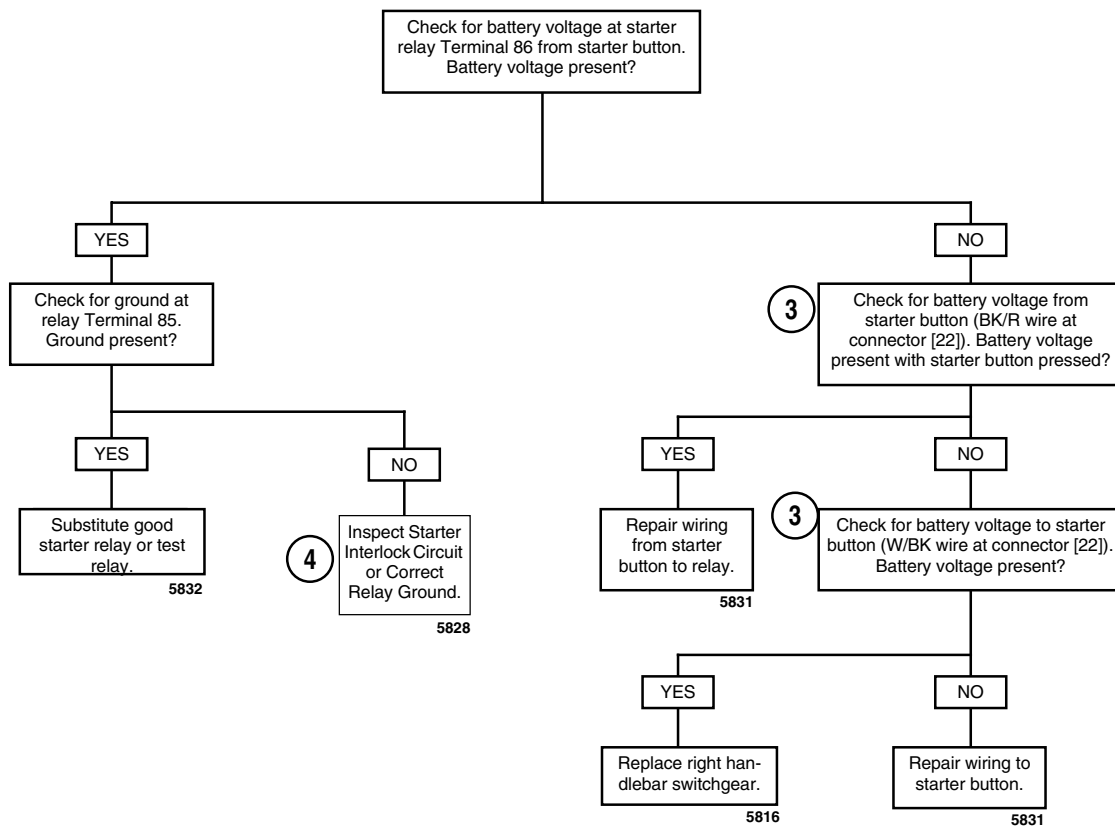 Check for battery voltage at starter
relay Terminal 86 from starter button.
Battery voltage present?
YES
NO
Check for ground at
relay Terminal 85.
Ground present?
3
Check for battery voltage from
starter button (BK/R wire at
connector [22]). Battery voltage
present with starter button pressed?
YES
NO
YES
NO
Substitute good
starter relay or test
relay.
5832
4
Inspect Starter
Interlock Circuit
or Correct
Relay Ground.
5828
Repair wiring
from starter
button to relay.
5831
3
Check for battery voltage to starter
button (W/BK wire at connector [22]).
Battery voltage present?
YES
NO
Replace right han-
dlebar switchgear.
5816
Repair wiring to
starter button.
5831